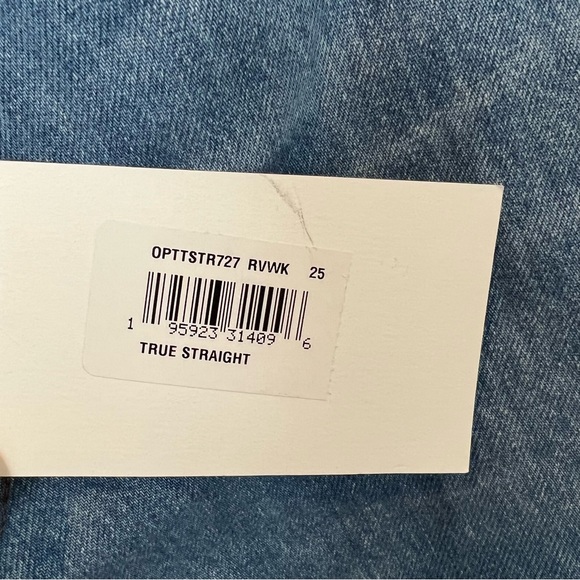 OPTTSTR727 RVWK 25
1 95923 31409 6
TRUE STRAIGHT